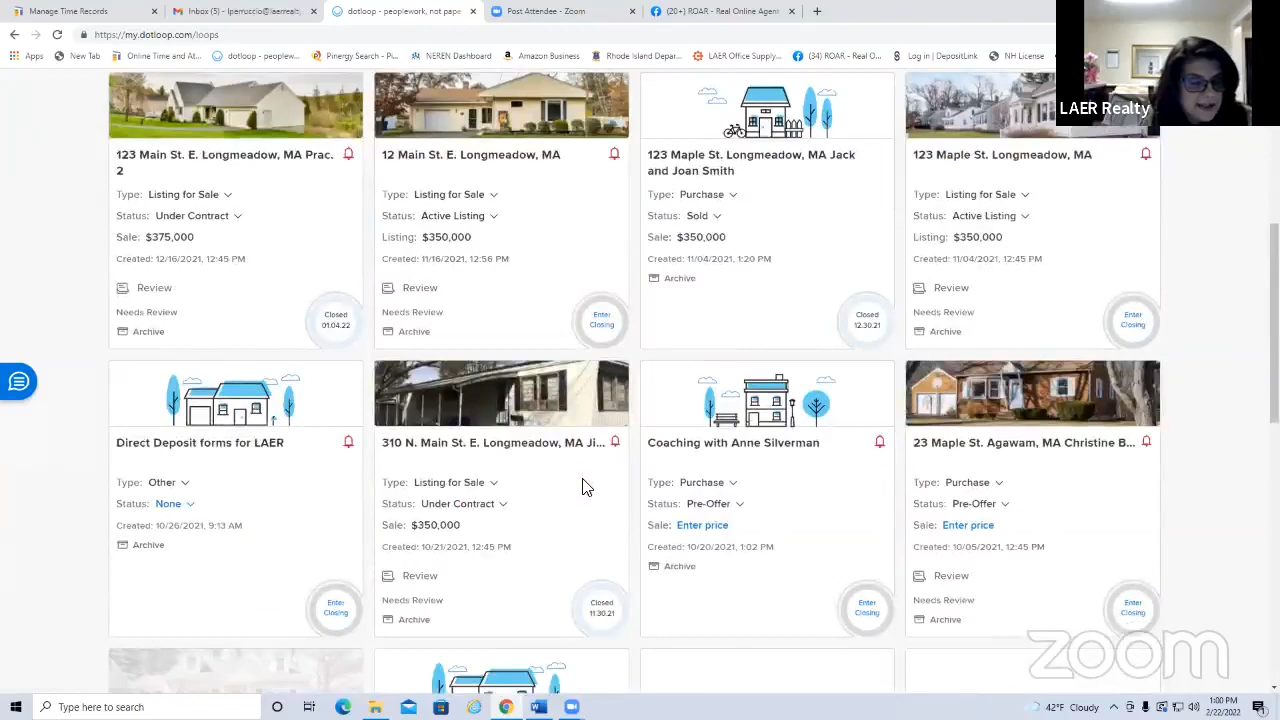 Manage Time Records
Inbox (5) - lperruccio@laerrealty
dotloop - peoplework, not pape
Post Attendee - Zoom
(20+) ROAR - Real Online Agent
https://my.dotloop.com/loops
Apps
New Tab
Online Time and At...
dotloop - peoplew...
Pinergy Search - Pi...
NEREN Dashboard
Amazon Business
Rhode Island Depar...
LAER Office Supply...
(34) ROAR - Real O...
Log in | DepositLink
NH License
LAER Realty
123 Main St. E. Longmeadow, MA Prac.
2
Type: Listing for Sale
Status: Under Contract
Sale: $375,000
Created: 12/16/2021, 12:45 PM
Review
Needs Review
Archive
Closed
01.04.22
12 Main St. E. Longmeadow, MA
Type: Listing for Sale
Status: Active Listing
Listing: $350,000
Created: 11/16/2021, 12:56 PM
Review
Needs Review
Archive
Enter
Closing
123 Maple St. Longmeadow, MA Jack
and Joan Smith
Type: Purchase
Status: Sold
Sale: $350,000
Created: 11/04/2021, 1:20 PM
Archive
Closed
12.30.21
123 Maple St. Longmeadow, MA
Type: Listing for Sale
Status: Active Listing
Listing: $350,000
Created: 11/04/2021, 12:45 PM
Review
Needs Review
Archive
Enter
Closing
Direct Deposit forms for LAER
Type: Other
Status: None
Created: 10/26/2021, 9:13 AM
Archive
Enter
Closing
310 N. Main St. E. Longmeadow, MA Ji...
Type: Listing for Sale
Status: Under Contract
Sale: $350,000
Created: 10/21/2021, 12:45 PM
Review
Needs Review
Archive
Closed
11.30.21
Coaching with Anne Silverman
Type: Purchase
Status: Pre-Offer
Sale: Enter price
Created: 10/20/2021, 1:02 PM
Archive
Enter
Closing
23 Maple St. Agawam, MA Christine B...
Type: Purchase
Status: Pre-Offer
Sale: Enter price
Created: 10/05/2021, 12:45 PM
Review
Needs Review
Archive
Enter
Closing
zoom
Type here to search
42°F Cloudy
1:00 PM
2/22/2022